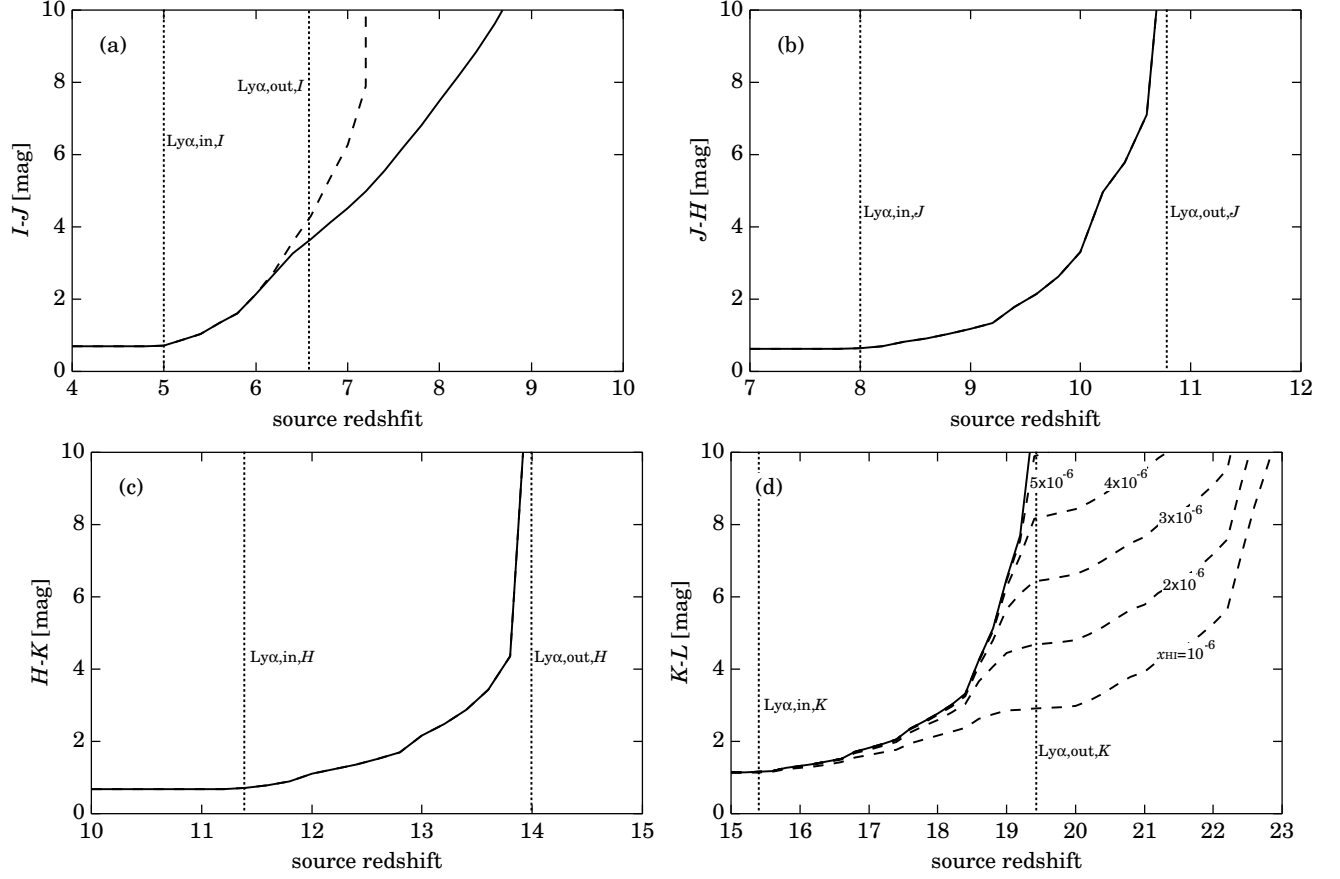 (a)
10
8
6
4
2
0
I-J [mag]
Lyα,in,I
Lyα,out,I
4 5 6 7 8 9 10
source redshfit
(b)
10
8
6
4
2
0
J-H [mag]
Lyα,in,J
Lyα,out,J
7 8 9 10 11 12
source redshift
(c)
10
8
6
4
2
0
H-K [mag]
Lyα,in,H
Lyα,out,H
10 11 12 13 14 15
source redshift
(d)
10
8
6
4
2
0
K-L [mag]
Lyα,in,K
Lyα,out,K
5x10⁻⁶
4x10⁻⁶
3x10⁻⁶
2x10⁻⁶
xHI=10⁻⁶
15 16 17 18 19 20 21 22 23
source redshift